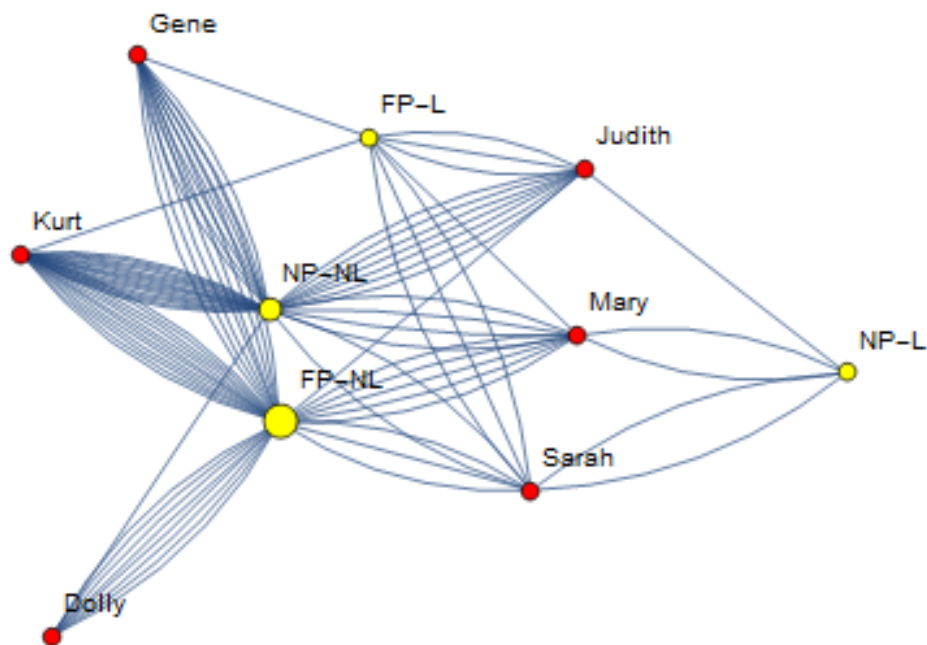 Gene
FP-L
Judith
Kurt
NP-NL
Mary
NP-L
FP-NL
Sarah
Dolly